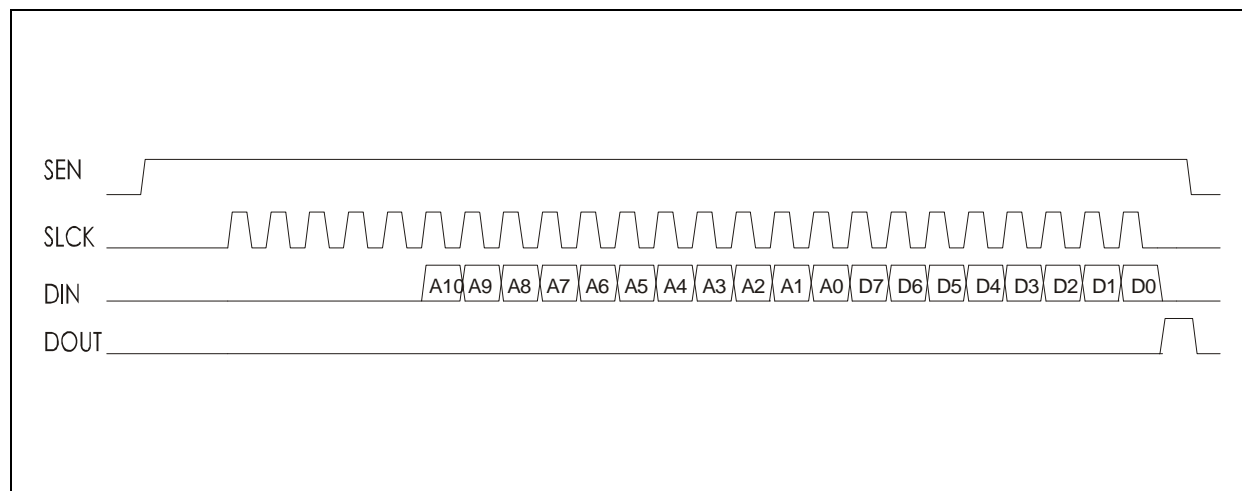 SEN
SLCK
DIN A10 A9 A8 A7 A6 A5 A4 A3 A2 A1 A0 D7 D6 D5 D4 D3 D2 D1 D0
DOUT